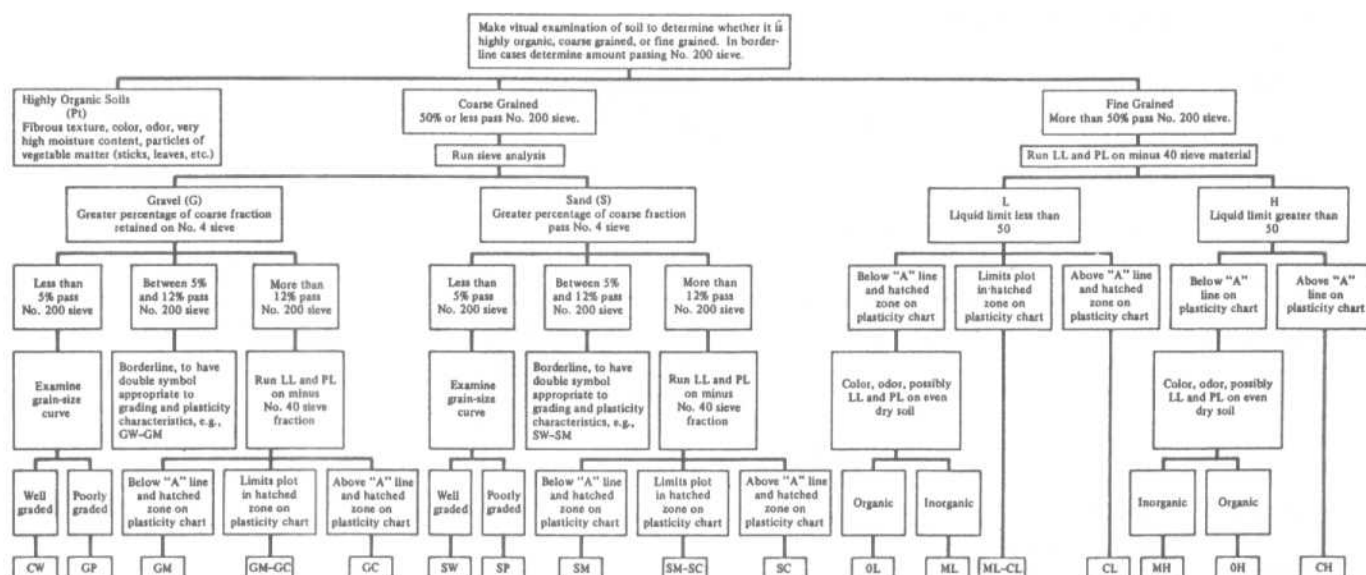 Make visual examination of soil to determine whether it is
highly organic, coarse grained, or fine grained. In border-
line cases determine amount passing No. 200 sieve.
Highly Organic Soils
(Pt)
Fibrous texture, color, odor, very
high moisture content, particles of
vegetable matter (sticks, leaves, etc.)
Coarse Grained
50% or less pass No. 200 sieve.
Fine Grained
More than 50% pass No. 200 sieve.
Run sieve analysis
Run LL and PL on minus 40 sieve material
Gravel (G)
Greater percentage of coarse fraction
retained on No. 4 sieve
Sand (S)
Greater percentage of coarse fraction
pass No. 4 sieve
L
Liquid limit less than
50
H
Liquid limit greater than
50
Less than
5% pass
No. 200 sieve
Between 5%
and 12% pass
No. 200 sieve
More than
12% pass
No. 200 sieve
Less than
5% pass
No. 200 sieve
Between 5%
and 12% pass
No. 200 sieve
More than
12% pass
No. 200 sieve
Below "A" line
and hatched
zone on
plasticity chart
Limits plot
in hatched
zone on
plasticity chart
Above "A" line
and hatched
zone on
plasticity chart
Below "A"
line on
plasticity chart
Above "A"
line on
plasticity chart
Examine
grain-size
curve
Borderline, to have
double symbol
appropriate to
grading and plasticity
characteristics, e.g.,
GW-GM
Run LL and PL
on minus
No. 40 sieve
fraction
Examine
grain-size
curve
Borderline, to have
double symbol
appropriate to
grading and plasticity
characteristics, e.g.,
SW-SM
Run LL and PL
on minus
No. 40 sieve
fraction
Color, odor, possibly
LL and PL on even
dry soil
Color, odor, possibly
LL and PL on even
dry soil
Well
graded
Poorly
graded
Below "A" line
and hatched
zone on
plasticity chart
Limits plot
in hatched
zone on
plasticity chart
Above "A" line
and hatched
zone on
plasticity chart
Well
graded
Poorly
graded
Below "A" line
and hatched
zone on
plasticity chart
Limits plot
in hatched
zone on
plasticity chart
Above "A" line
and hatched
zone on
plasticity chart
Organic
Inorganic
Inorganic
Organic
CW
GP
GM
GM-GC
GC
SW
SP
SM
SM-SC
SC
0L
ML
ML-CL
CL
MH
0H
CH